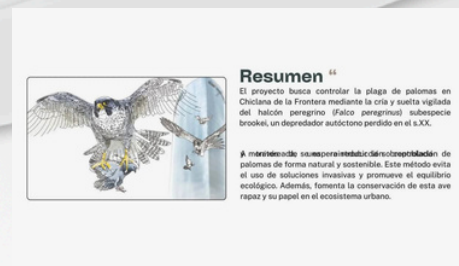 Resumen “
El proyecto busca controlar la plaga de palomas en
Chiclana de la Frontera mediante la cría y suelta vigilada
del halcón peregrino (Falco peregrinus) subespecie
brookei, un depredador autóctono perdido en el s.XX.
de
palomas de forma natural y sostenible. Este método evita
el uso de soluciones invasivas y promueve el equilibrio
ecológico. Además, fomenta la conservación de esta ave
rapaz y su papel en el ecosistema urbano.